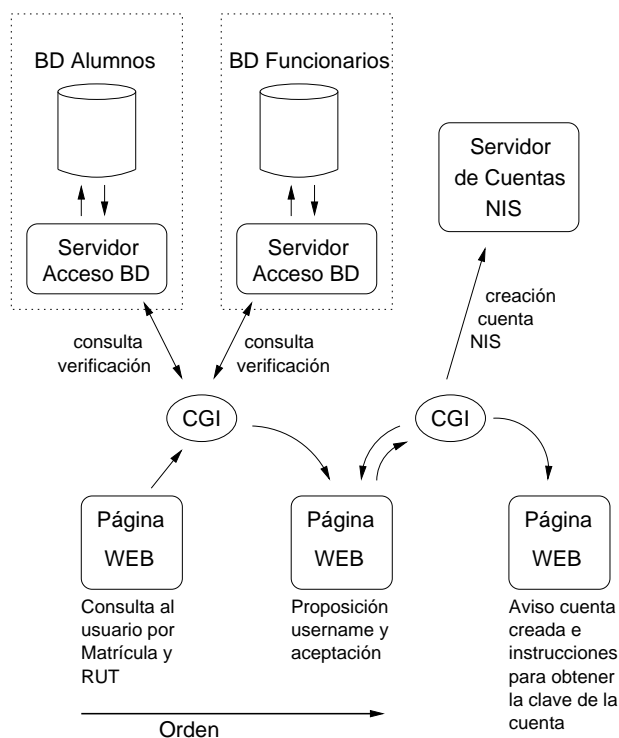 BD Alumnos
BD Funcionarios
Servidor
Acceso BD
Servidor
Acceso BD
Servidor
de Cuentas
NIS
consulta
verificación
consulta
verificación
creación
cuenta
NIS
CGI
CGI
Página
WEB
Página
WEB
Página
WEB
Consulta al
usuario por
Matrícula y
RUT
Proposición
username y
aceptación
Aviso cuenta
creada e
instrucciones
para obtener
la clave de la
cuenta
Orden